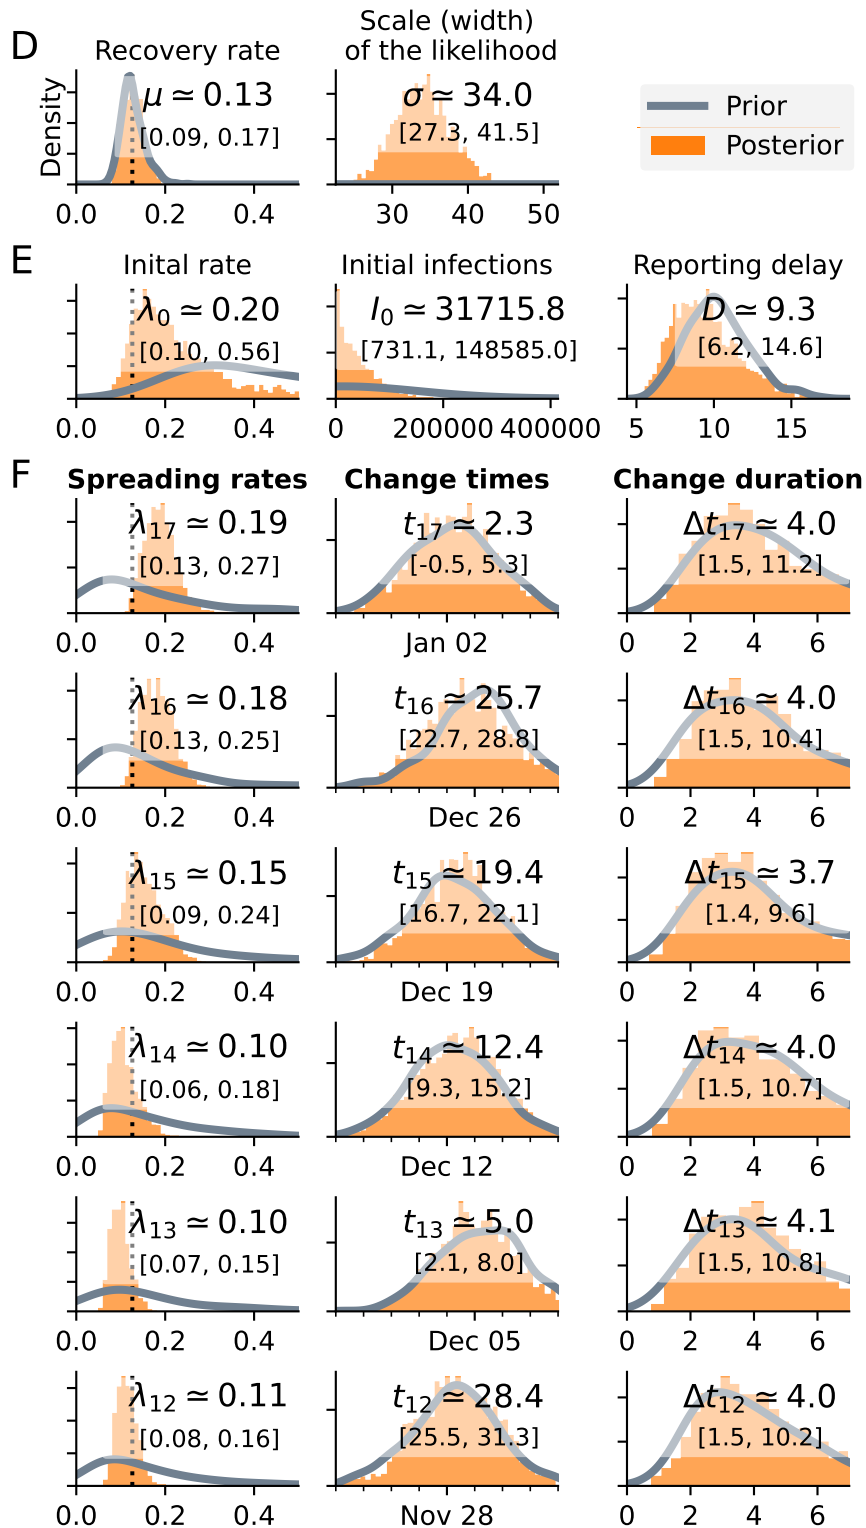 D
Recovery rate
Scale (width)
of the likelihood
Density
μ ≃ 0.13
[0.09, 0.17]
0.0 0.2 0.4
σ ≃ 34.0
[27.3, 41.5]
30 40 50
Prior
Posterior
E
Inital rate
λ0 ≃ 0.20
[0.10, 0.56]
0.0 0.2 0.4
Initial infections
I0 ≃ 31715.8
[731.1, 148585.0]
0 200000 400000
Reporting delay
D ≃ 9.3
[6.2, 14.6]
5 10 15
F
Spreading rates Change times Change duration
λ17 ≃ 0.19
[0.13, 0.27]
0.0 0.2 0.4
t17 ≃ 2.3
[-0.5, 5.3]
Jan 02
Δt17 ≃ 4.0
[1.5, 11.2]
0 2 4 6
λ16 ≃ 0.18
[0.13, 0.25]
0.0 0.2 0.4
t16 ≃ 25.7
[22.7, 28.8]
Dec 26
Δt16 ≃ 4.0
[1.5, 10.4]
0 2 4 6
λ15 ≃ 0.15
[0.09, 0.24]
0.0 0.2 0.4
t15 ≃ 19.4
[16.7, 22.1]
Dec 19
Δt15 ≃ 3.7
[1.4, 9.6]
0 2 4 6
λ14 ≃ 0.10
[0.06, 0.18]
0.0 0.2 0.4
t14 ≃ 12.4
[9.3, 15.2]
Dec 12
Δt14 ≃ 4.0
[1.5, 10.7]
0 2 4 6
λ13 ≃ 0.10
[0.07, 0.15]
0.0 0.2 0.4
t13 ≃ 5.0
[2.1, 8.0]
Dec 05
Δt13 ≃ 4.1
[1.5, 10.8]
0 2 4 6
λ12 ≃ 0.11
[0.08, 0.16]
0.0 0.2 0.4
t12 ≃ 28.4
[25.5, 31.3]
Nov 28
Δt12 ≃ 4.0
[1.5, 10.2]
0 2 4 6